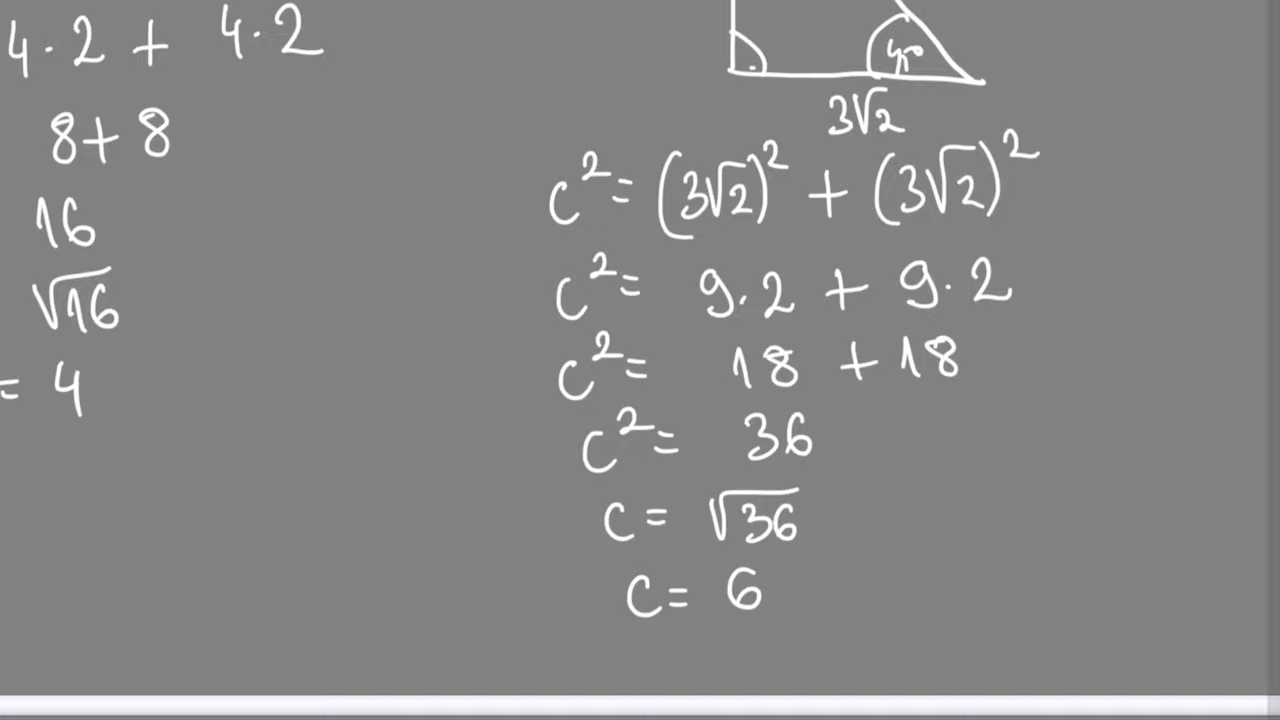 4·2 + 4·2
8+8
16
√16
= 4
45°
3√2
c²= (3√2)² + (3√2)²
c²= 9·2 + 9·2
c²= 18 + 18
c²= 36
c= √36
c= 6